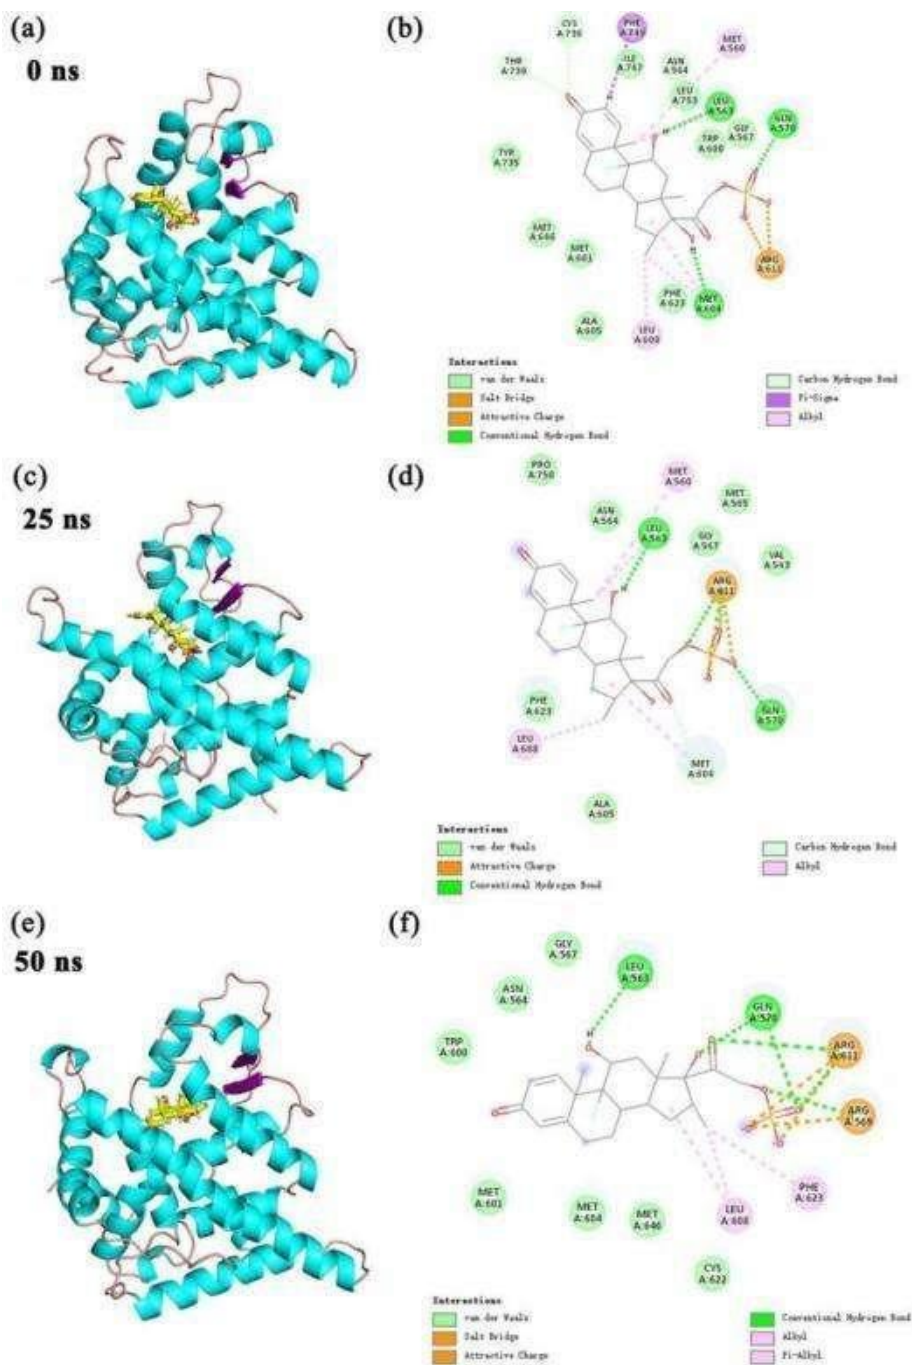 (a)
0 ns
(b)
CYS
A:736
PHE
A:749
MET
A:560
THR
A:739
ILE
A:747
ASN
A:564
LEU
A:753
LEU
A:563
GLN
A:570
TYR
A:735
TRP
A:600
GLY
A:567
MET
A:646
MET
A:601
ARG
A:611
PHE
A:623
MET
A:604
ALA
A:605
LEU
A:608
Interactions
van der Waals
Salt Bridge
Attractive Charge
Conventional Hydrogen Bond
Carbon Hydrogen Bond
Pi-Sigma
Alkyl
(c)
25 ns
(d)
PRO
A:750
MET
A:560
MET
A:565
ASN
A:564
LEU
A:563
GLY
A:567
VAL
A:543
ARG
A:611
PHE
A:623
GLN
A:570
LEU
A:608
MET
A:604
ALA
A:605
Interactions
van der Waals
Attractive Charge
Conventional Hydrogen Bond
Carbon Hydrogen Bond
Alkyl
(e)
50 ns
(f)
GLY
A:567
LEU
A:563
ASN
A:564
GLN
A:570
TRP
A:600
ARG
A:611
ARG
A:569
MET
A:601
MET
A:604
MET
A:646
LEU
A:608
PHE
A:623
CYS
A:622
Interactions
van der Waals
Salt Bridge
Attractive Charge
Conventional Hydrogen Bond
Alkyl
Pi-Alkyl